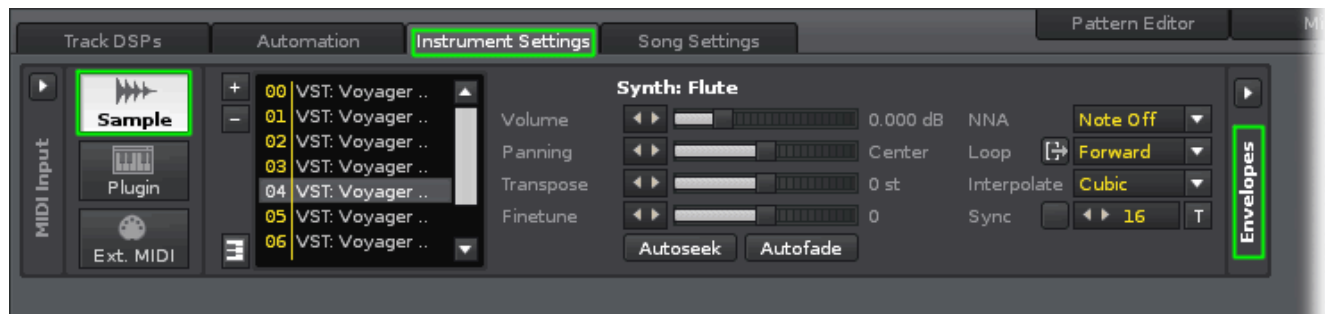 Pattern Editor
Track DSPs Automation Instrument Settings Song Settings
MIDI Input
Sample
Plugin
Ext. MIDI
+
-
00 VST: Voyager ..
01 VST: Voyager ..
02 VST: Voyager ..
03 VST: Voyager ..
04 VST: Voyager ..
05 VST: Voyager ..
06 VST: Voyager ..
Synth: Flute
Volume 0.000 dB NNA Note Off
Panning Center Loop Forward
Transpose 0 st Interpolate Cubic
Finetune 0 Sync 16 T
Autoseek Autofade
Envelopes